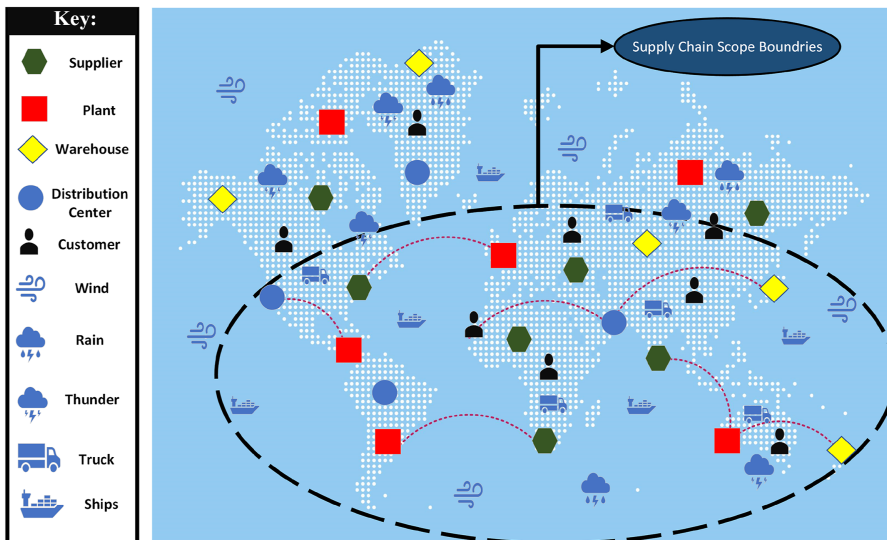 Key:
Supplier
Plant
Warehouse
Distribution
Center
Customer
Wind
Rain
Thunder
Truck
Ships
Supply Chain Scope Boundries